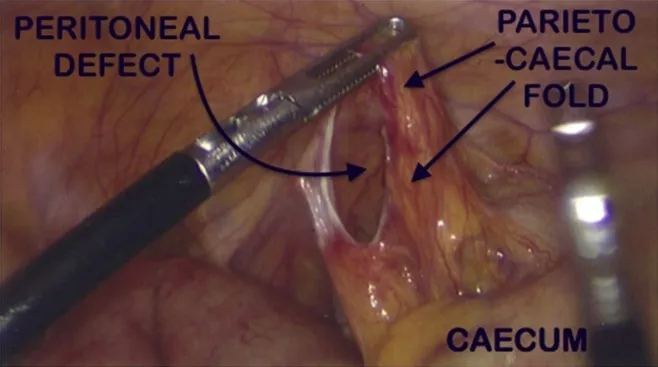 PERITONEAL
DEFECT
PARIETO
-CAECAL
FOLD
CAECUM